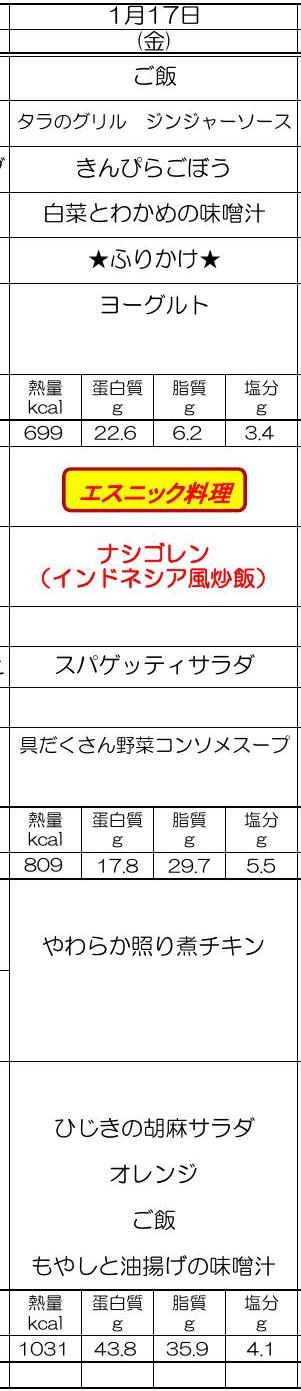 1月17日
(金)
ご飯
タラのグリル　ジンジャーソース
きんぴらごぼう
白菜とわかめの味噌汁
★ふりかけ★
ヨーグルト
熱量 蛋白質 脂質 塩分
kcal g g g
699 22.6 6.2 3.4
エスニック料理
ナシゴレン
（インドネシア風炒飯）
スパゲッティサラダ
具だくさん野菜コンソメスープ
熱量 蛋白質 脂質 塩分
kcal g g g
809 17.8 29.7 5.5
やわらか照り煮チキン
ひじきの胡麻サラダ
オレンジ
ご飯
もやしと油揚げの味噌汁
熱量 蛋白質 脂質 塩分
kcal g g g
1031 43.8 35.9 4.1